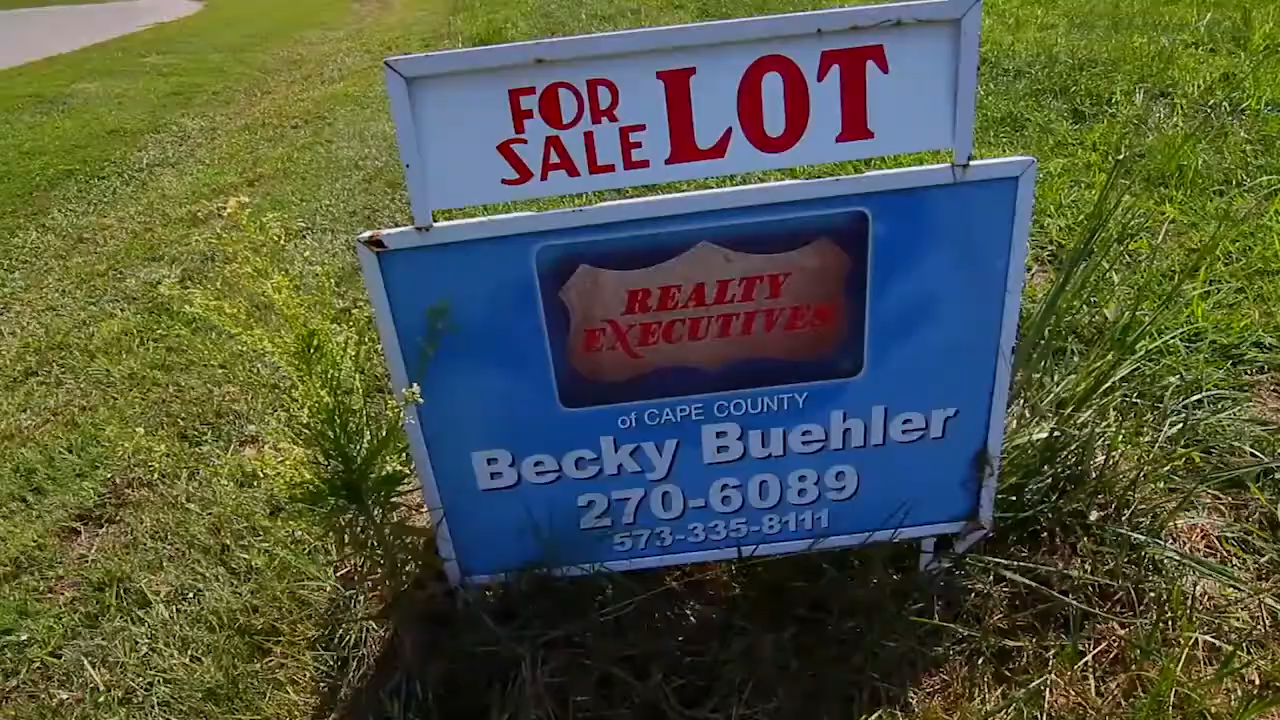 FOR SALE LOT
REALTY
EXECUTIVES
of CAPE COUNTY
Becky Buehler
270-6089
573-335-8111